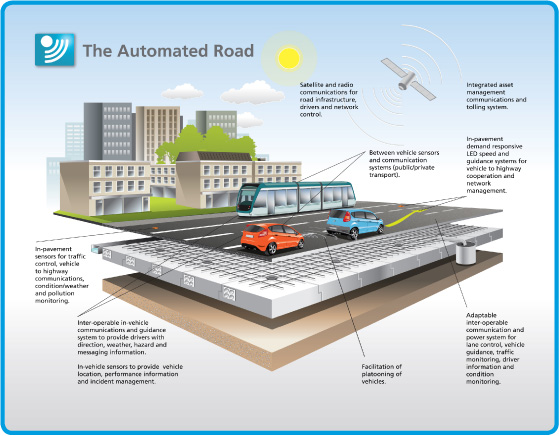 The Automated Road
Satellite and radio
communications for
road infrastructure,
drivers and network
control.
Integrated asset
management
communications and
tolling system.
Between vehicle sensors
and communication
systems (public/private
transport).
In-pavement
demand responsive
LED speed and
guidance systems for
vehicle to highway
cooperation and
network
management.
In-pavement
sensors for traffic
control, vehicle
to highway
communications,
condition/weather
and pollution
monitoring.
Inter-operable in-vehicle
communications and guidance
system to provide drivers with
direction, weather, hazard and
messaging information.
In-vehicle sensors to provide vehicle
location, performance information
and incident management.
Facilitation of
platooning of
vehicles.
Adaptable
inter-operable
communication and
power system for
lane control, vehicle
guidance, traffic
monitoring, driver
information and
condition
monitoring.